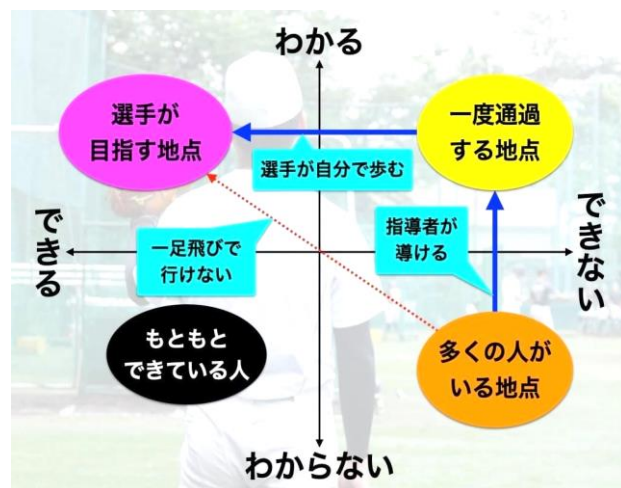 わかる
選手が
目指す地点
一度通過
する地点
選手が自分で歩む
できる
できない
一足飛びで
行けない
指導者が
導ける
もともと
できている人
多くの人が
いる地点
わからない